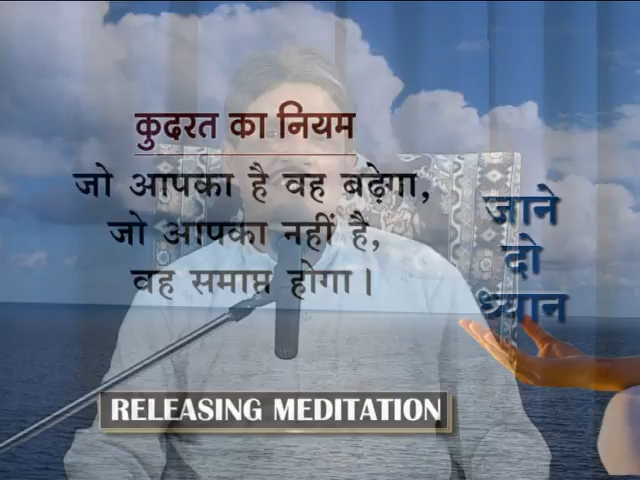 कुदरत का नियम
जो आपका है वह बढ़ेगा,
जो आपका नहीं है,
वह समाप्त होगा।
जाने
दो
ध्यान
RELEASING MEDITATION